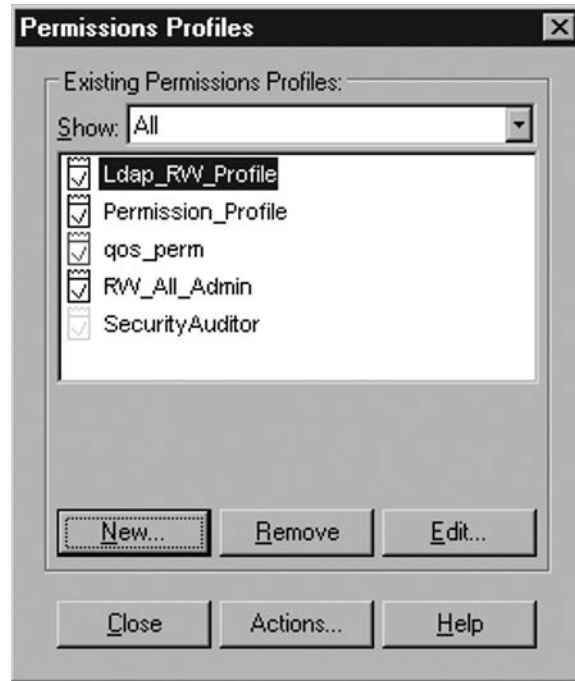 Permissions Profiles
Existing Permissions Profiles:
Show: All
Ldap_RW_Profile
Permission_Profile
qos_perm
RW_All_Admin
SecurityAuditor
New... Remove Edit...
Close Actions... Help